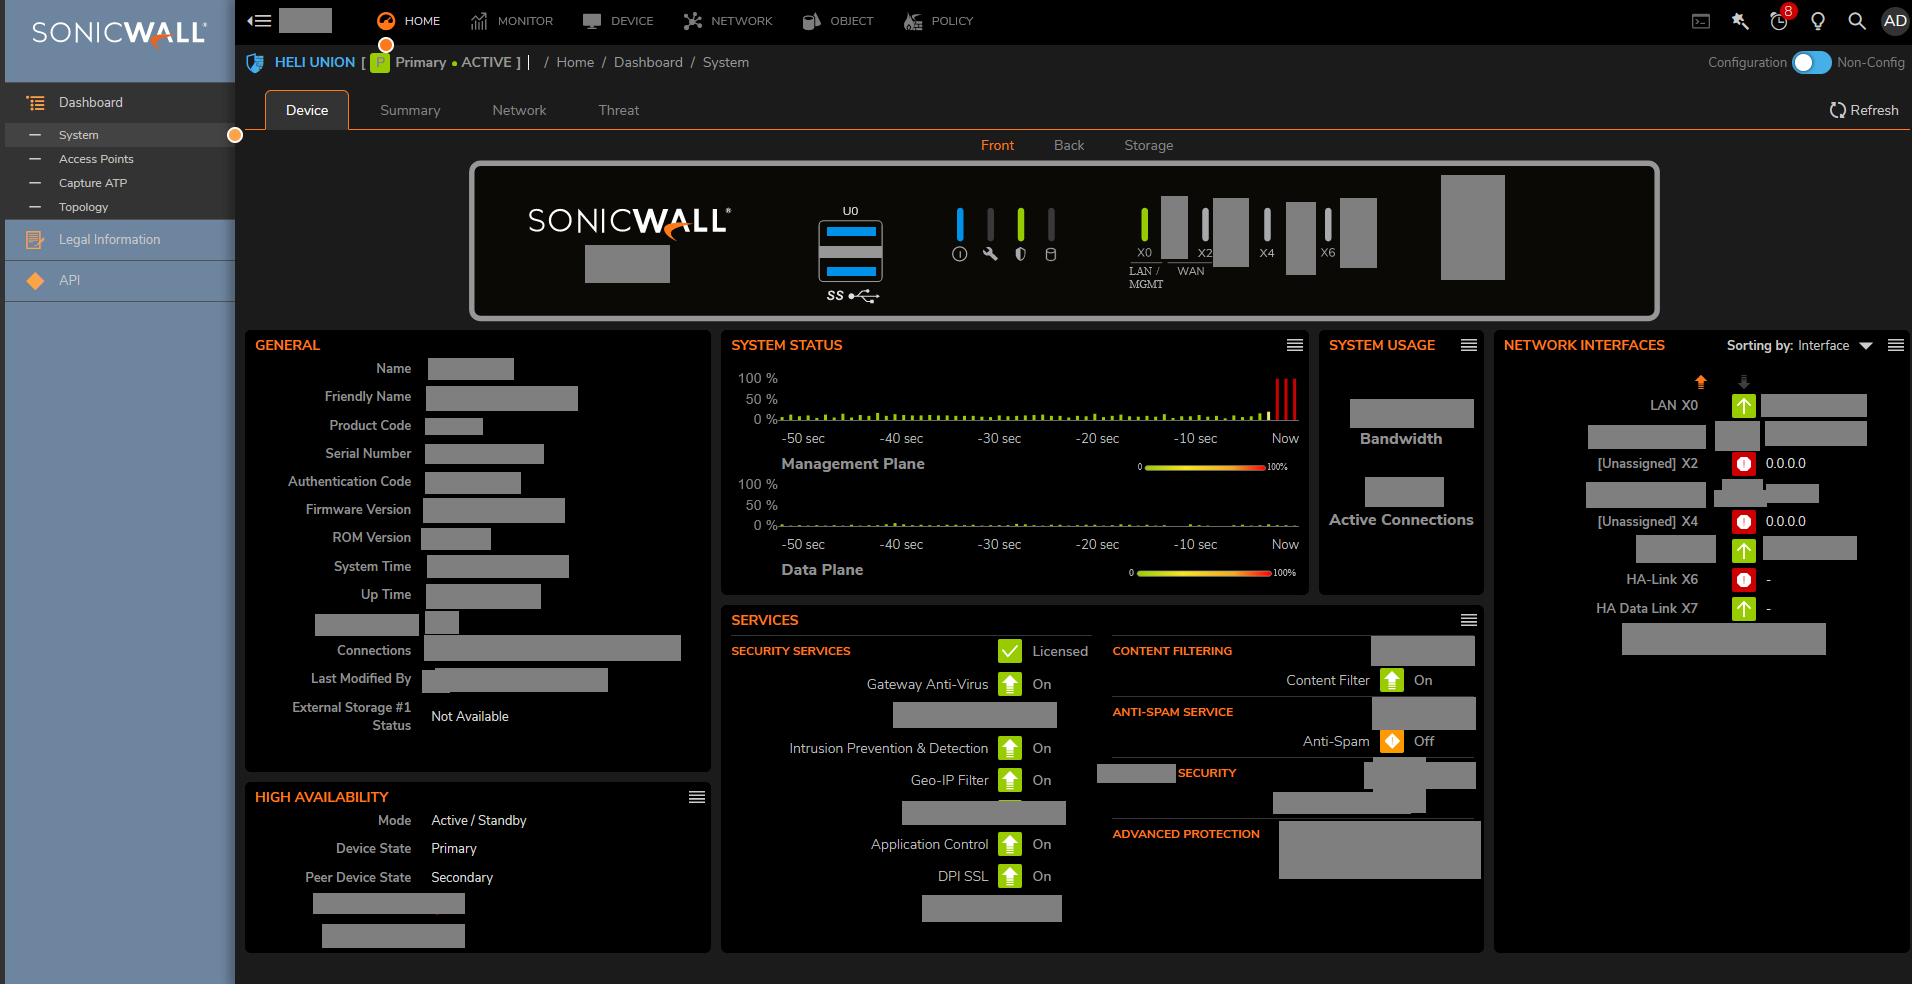 SONICWALL
HOME
MONITOR
DEVICE
NETWORK
OBJECT
POLICY
8
AD
HELI UNION [ P Primary • ACTIVE ] / Home / Dashboard / System
Configuration
Non-Config
Dashboard
System
Access Points
Capture ATP
Topology
Legal Information
API
Device
Summary
Network
Threat
Refresh
Front
Back
Storage
SONICWALL
U0
SS
X0
X2
X4
X6
LAN /
MGMT
WAN
GENERAL
Name
Friendly Name
Product Code
Serial Number
Authentication Code
Firmware Version
ROM Version
System Time
Up Time
Connections
Last Modified By
External Storage #1
Status
Not Available
HIGH AVAILABILITY
Mode Active / Standby
Device State Primary
Peer Device State Secondary
SYSTEM STATUS
100 %
50 %
0 %
-50 sec -40 sec -30 sec -20 sec -10 sec Now
Management Plane
0 100%
100 %
50 %
0 %
-50 sec -40 sec -30 sec -20 sec -10 sec Now
Data Plane
0 100%
SYSTEM USAGE
Bandwidth
Active Connections
SERVICES
SECURITY SERVICES Licensed
Gateway Anti-Virus On
Intrusion Prevention & Detection On
Geo-IP Filter On
Application Control On
DPI SSL On
CONTENT FILTERING
Content Filter On
ANTI-SPAM SERVICE
Anti-Spam Off
SECURITY
ADVANCED PROTECTION
NETWORK INTERFACES
Sorting by: Interface
LAN X0
[Unassigned] X2 0.0.0.0
[Unassigned] X4 0.0.0.0
HA-Link X6 -
HA Data Link X7 -